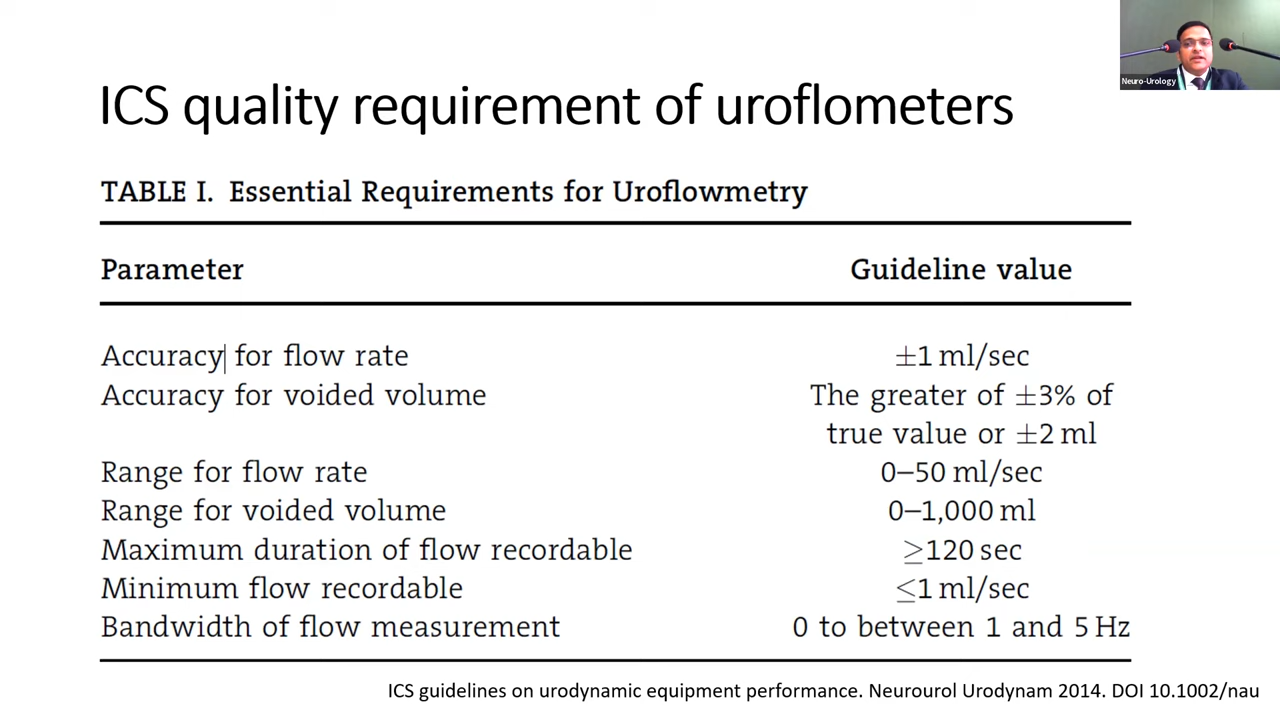 Neuro-Urology
ICS quality requirement of uroflometers
TABLE I. Essential Requirements for Uroflowmetry
Parameter Guideline value
Accuracy for flow rate ±1 ml/sec
Accuracy for voided volume The greater of ±3% of
true value or ±2 ml
Range for flow rate 0–50 ml/sec
Range for voided volume 0–1,000 ml
Maximum duration of flow recordable ≥120 sec
Minimum flow recordable ≤1 ml/sec
Bandwidth of flow measurement 0 to between 1 and 5 Hz
ICS guidelines on urodynamic equipment performance. Neurourol Urodynam 2014. DOI 10.1002/nau